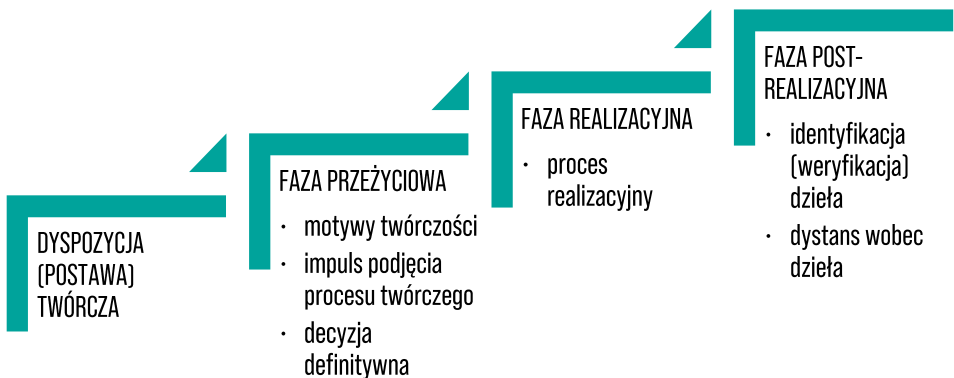 DYSPOZYCJA
(POSTAWA)
TWÓRCZA
FAZA PRZEŻYCIOWA
• motywy twórczości
• impuls podjęcia
procesu twórczego
• decyzja
definitywna
FAZA REALIZACYJNA
• proces
realizacyjny
FAZA POST-
REALIZACYJNA
• identyfikacja
(weryfikacja)
dzieła
• dystans wobec
dzieła